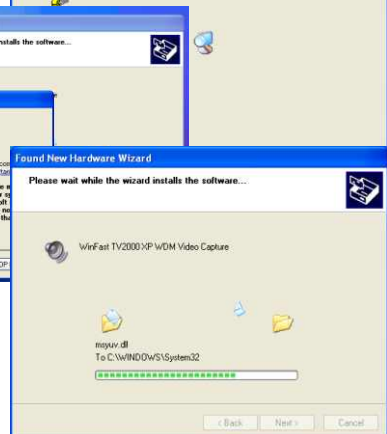 nstalls the software...
Found New Hardware Wizard
Please wait while the wizard installs the software...
WinFast TV2000 XP WDM Video Capture
msyuv.dll
To C:\WINDOWS\System32
< Back
Next >
Cancel